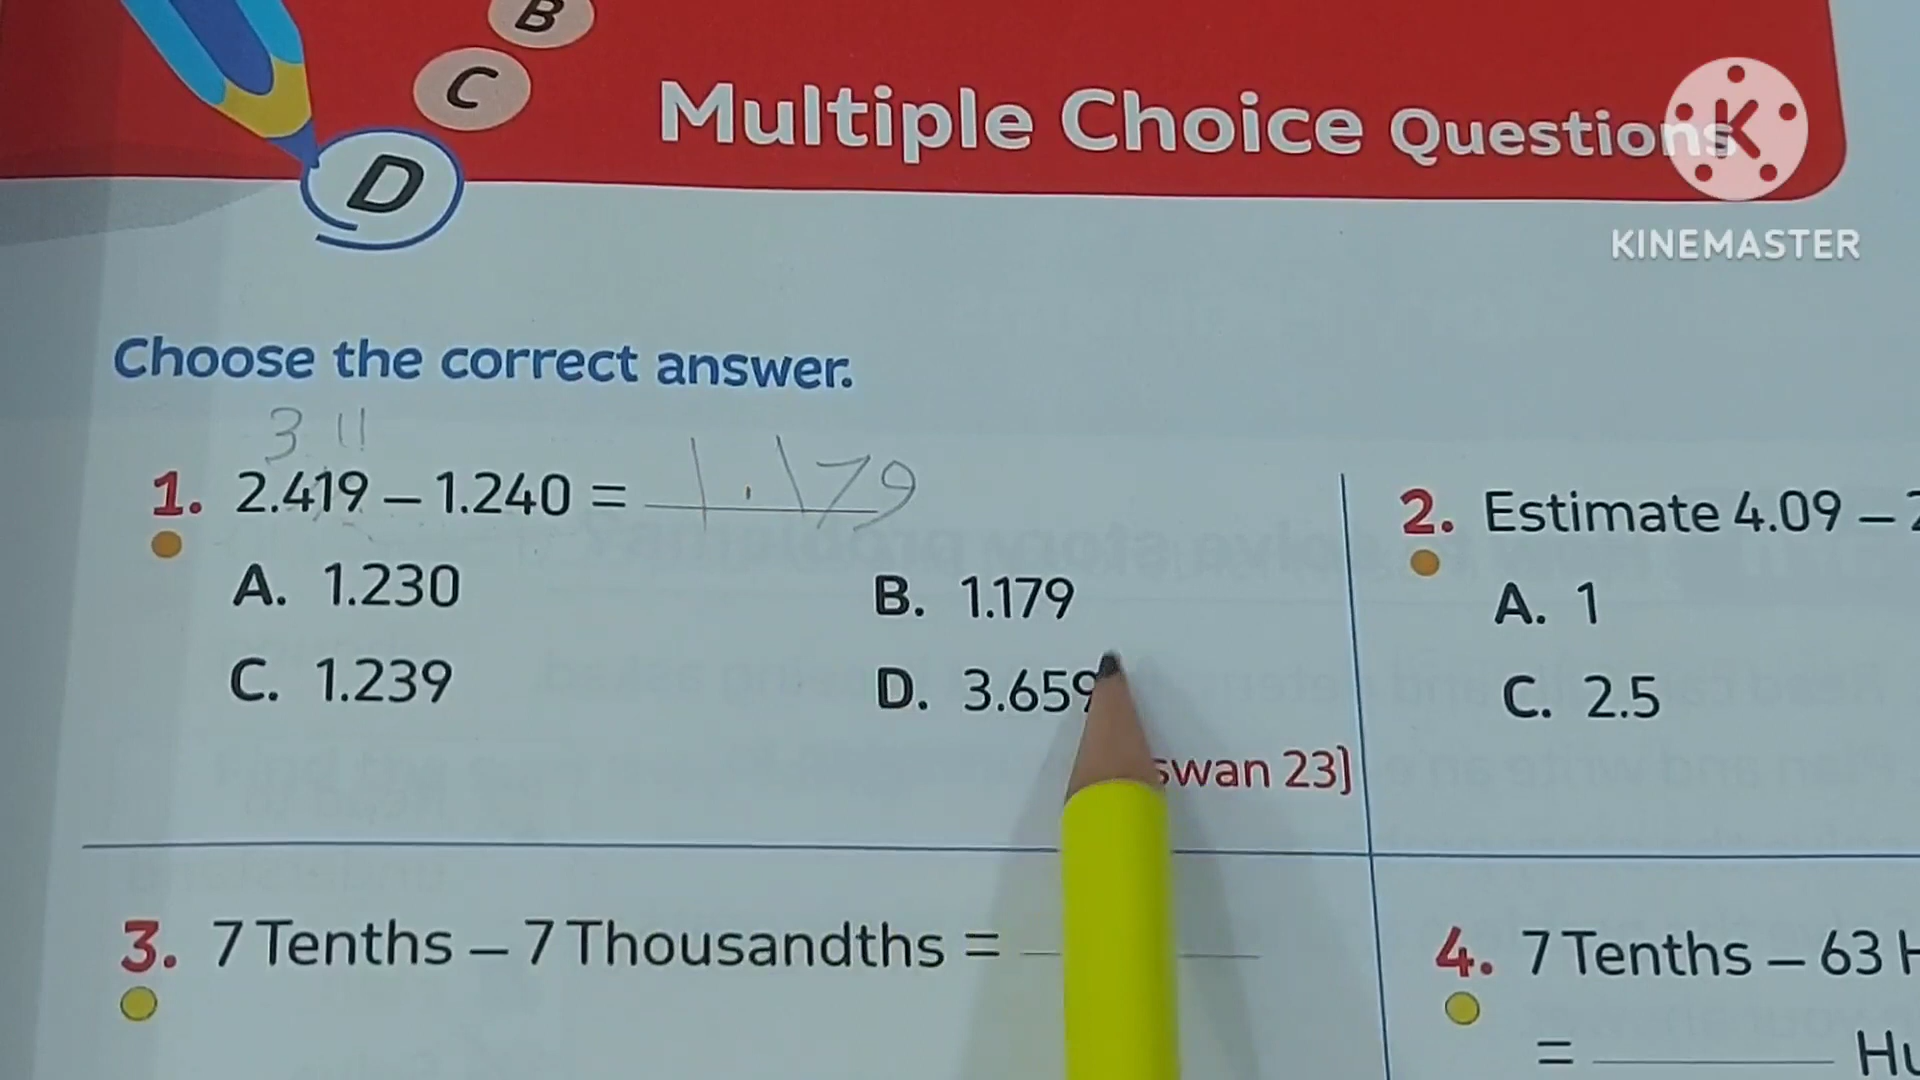 B
C
D
Multiple Choice Questions
K
KINEMASTER
Choose the correct answer.
3 11
1. 2.419 – 1.240 = 1.179
A. 1.230
B. 1.179
C. 1.239
D. 3.659
swan 23)
2. Estimate 4.09 –
A. 1
C. 2.5
3. 7 Tenths – 7 Thousandths =
4. 7 Tenths – 63 H
= Hu